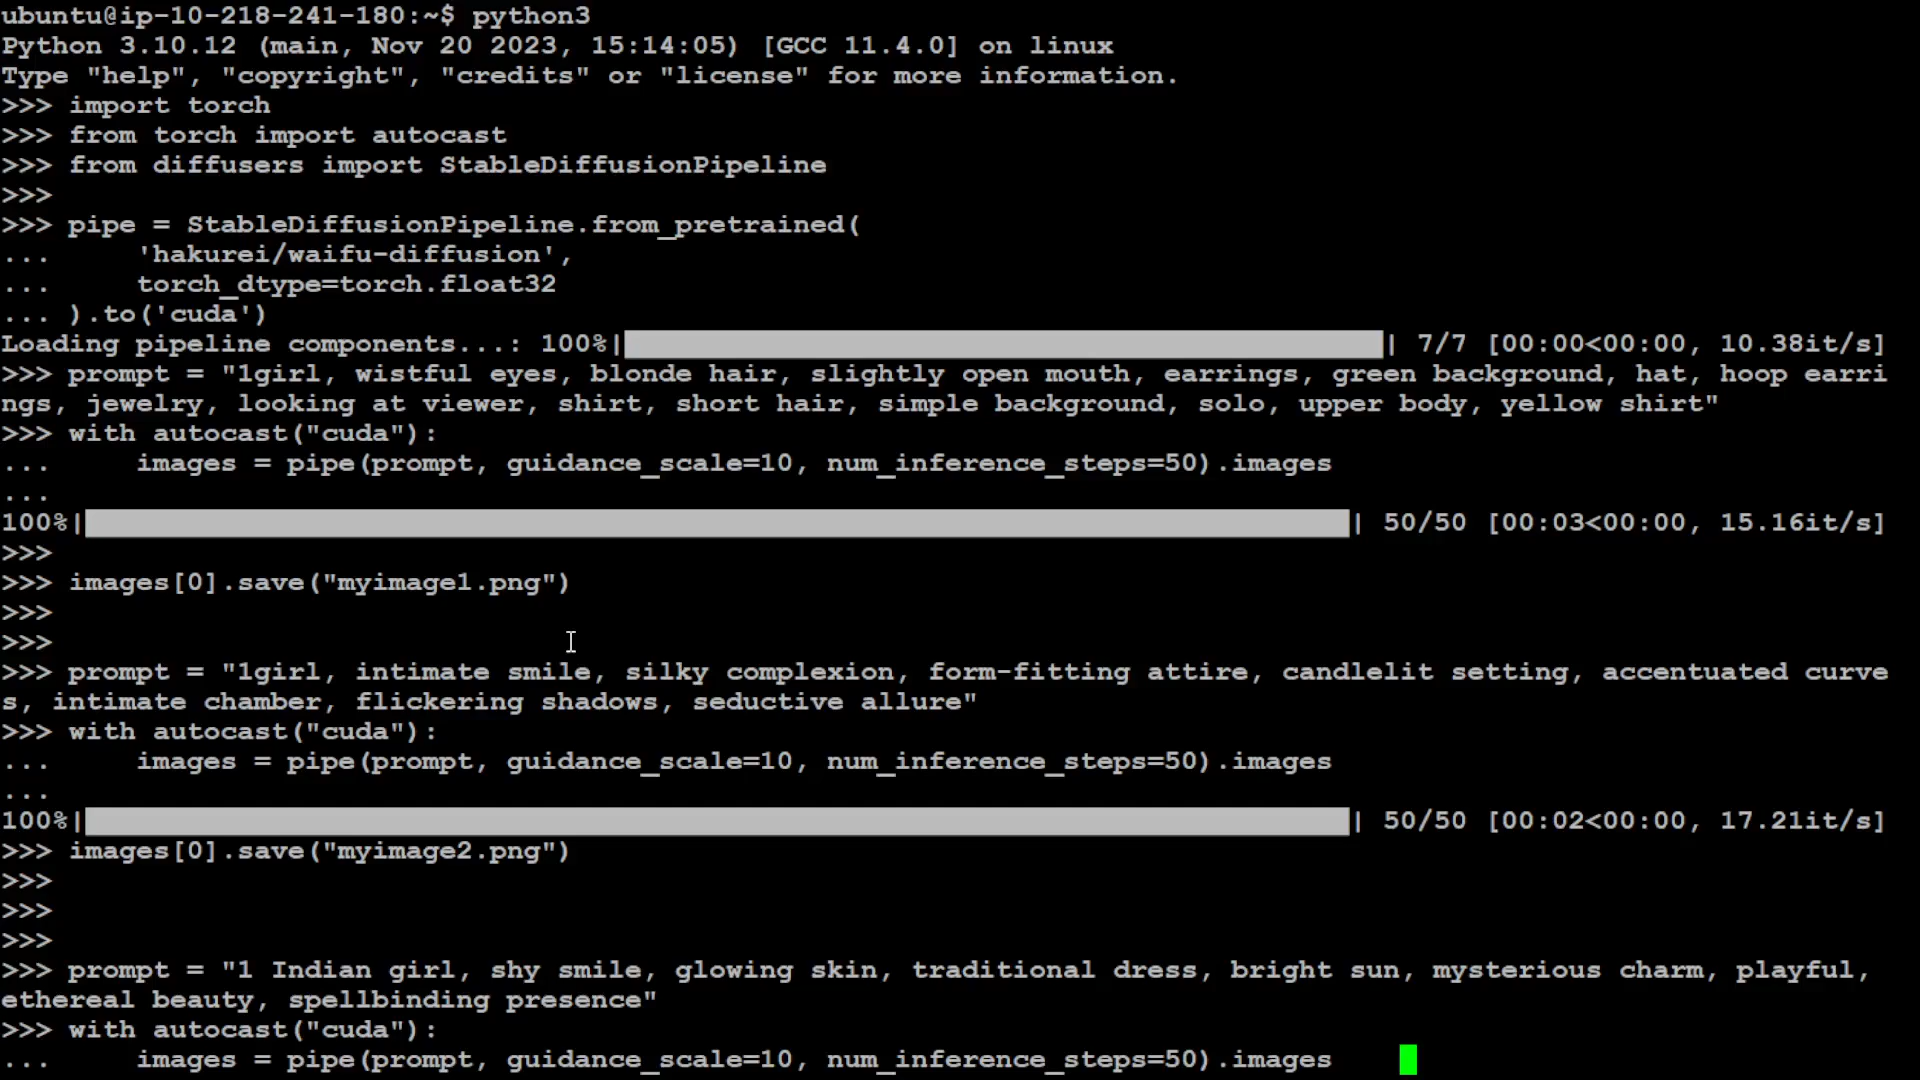 ubuntu@ip-10-218-241-180:~$ python3
Python 3.10.12 (main, Nov 20 2023, 15:14:05) [GCC 11.4.0] on linux
Type "help", "copyright", "credits" or "license" for more information.
>>> import torch
>>> from torch import autocast
>>> from diffusers import StableDiffusionPipeline
>>>
>>> pipe = StableDiffusionPipeline.from_pretrained(
...     'hakurei/waifu-diffusion',
...     torch_dtype=torch.float32
... ).to('cuda')
Loading pipeline components...: 100%|| 7/7 [00:00<00:00, 10.38it/s]
>>> prompt = "1girl, wistful eyes, blonde hair, slightly open mouth, earrings, green background, hat, hoop earri
ngs, jewelry, looking at viewer, shirt, short hair, simple background, solo, upper body, yellow shirt"
>>> with autocast("cuda"):
...     images = pipe(prompt, guidance_scale=10, num_inference_steps=50).images
...
100%|| 50/50 [00:03<00:00, 15.16it/s]
>>>
>>> images[0].save("myimage1.png")
>>>
>>>
>>> prompt = "1girl, intimate smile, silky complexion, form-fitting attire, candlelit setting, accentuated curve
s, intimate chamber, flickering shadows, seductive allure"
>>> with autocast("cuda"):
...     images = pipe(prompt, guidance_scale=10, num_inference_steps=50).images
...
100%|| 50/50 [00:02<00:00, 17.21it/s]
>>> images[0].save("myimage2.png")
>>>
>>>
>>>
>>> prompt = "1 Indian girl, shy smile, glowing skin, traditional dress, bright sun, mysterious charm, playful,
ethereal beauty, spellbinding presence"
>>> with autocast("cuda"):
...     images = pipe(prompt, guidance_scale=10, num_inference_steps=50).images